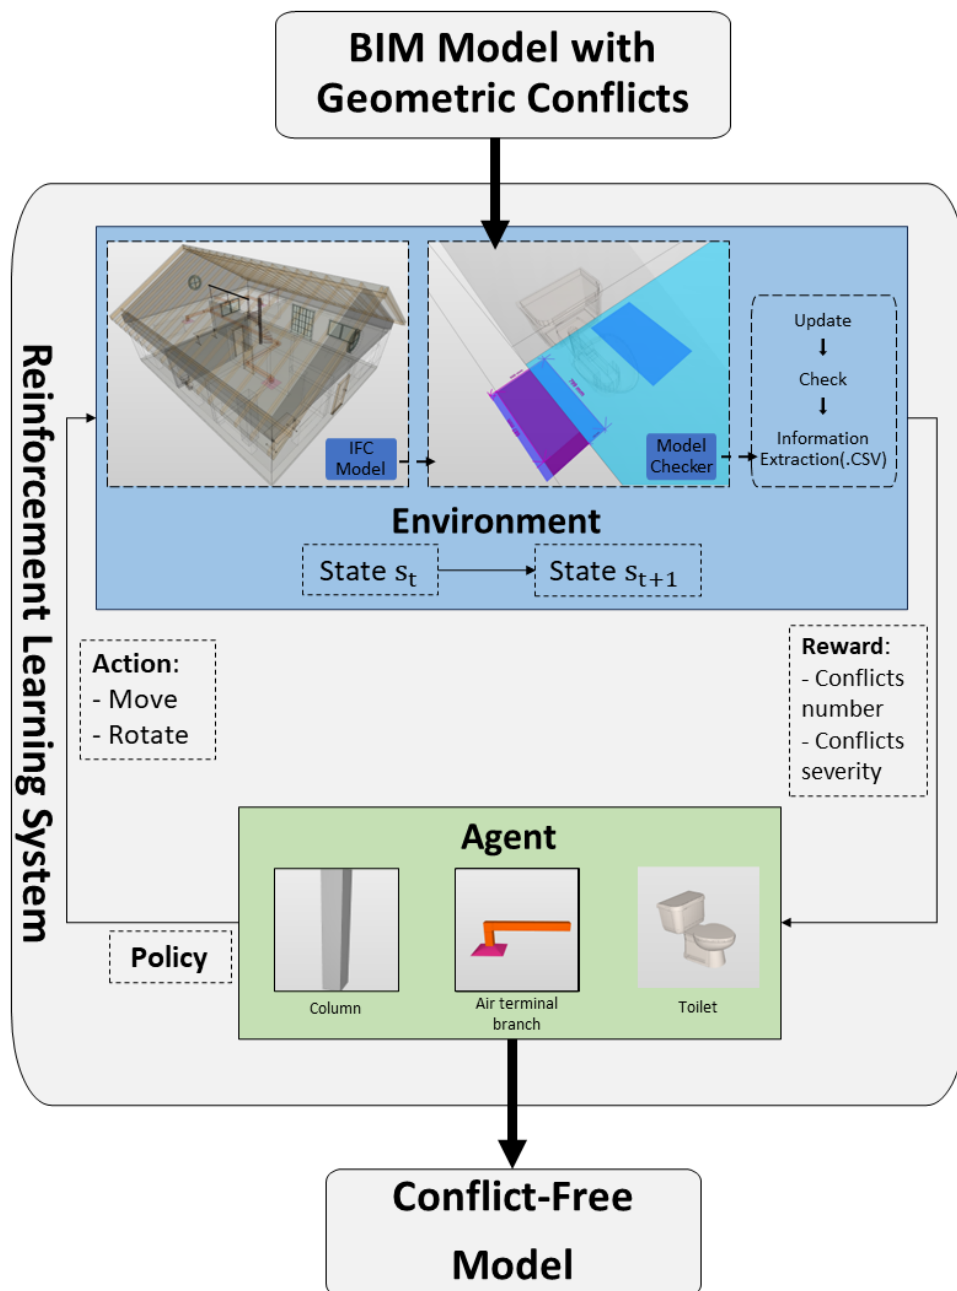 BIM Model with
Geometric Conflicts
Reinforcement Learning System
IFC
Model
Model
Checker
Update
Check
Information
Extraction(.CSV)
Environment
State s_t
State s_{t+1}
Action:
- Move
- Rotate
Reward:
- Conflicts
number
- Conflicts
severity
Agent
Column
Air terminal
branch
Toilet
Policy
Conflict-Free
Model